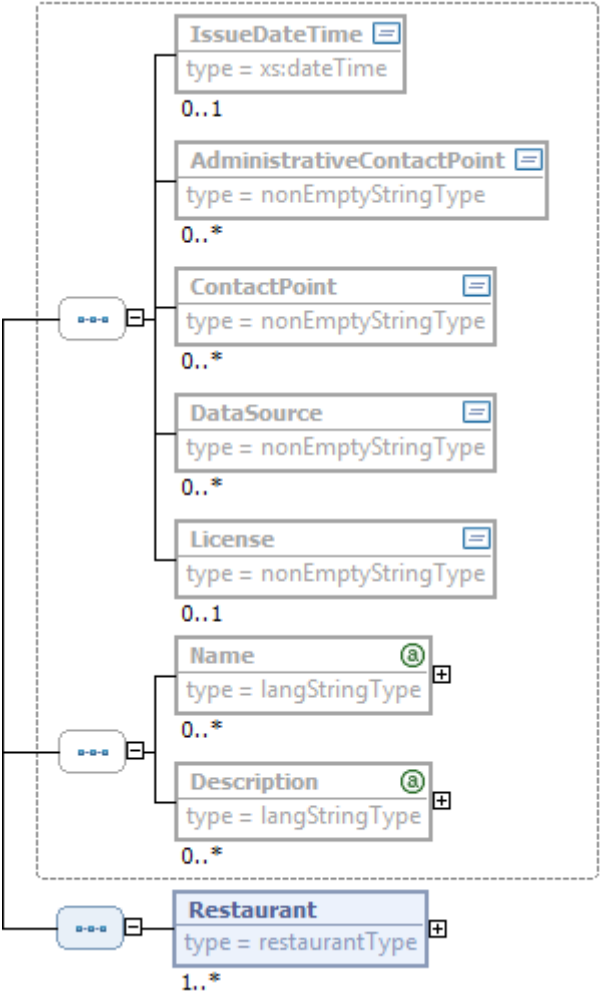 IssueDateTime
type = xs:dateTime
0..1
AdministrativeContactPoint
type = nonEmptyStringType
0..*
ContactPoint
type = nonEmptyStringType
0..*
DataSource
type = nonEmptyStringType
0..*
License
type = nonEmptyStringType
0..1
Name a
type = langStringType
0..*
Description a
type = langStringType
0..*
Restaurant
type = restaurantType
1..*